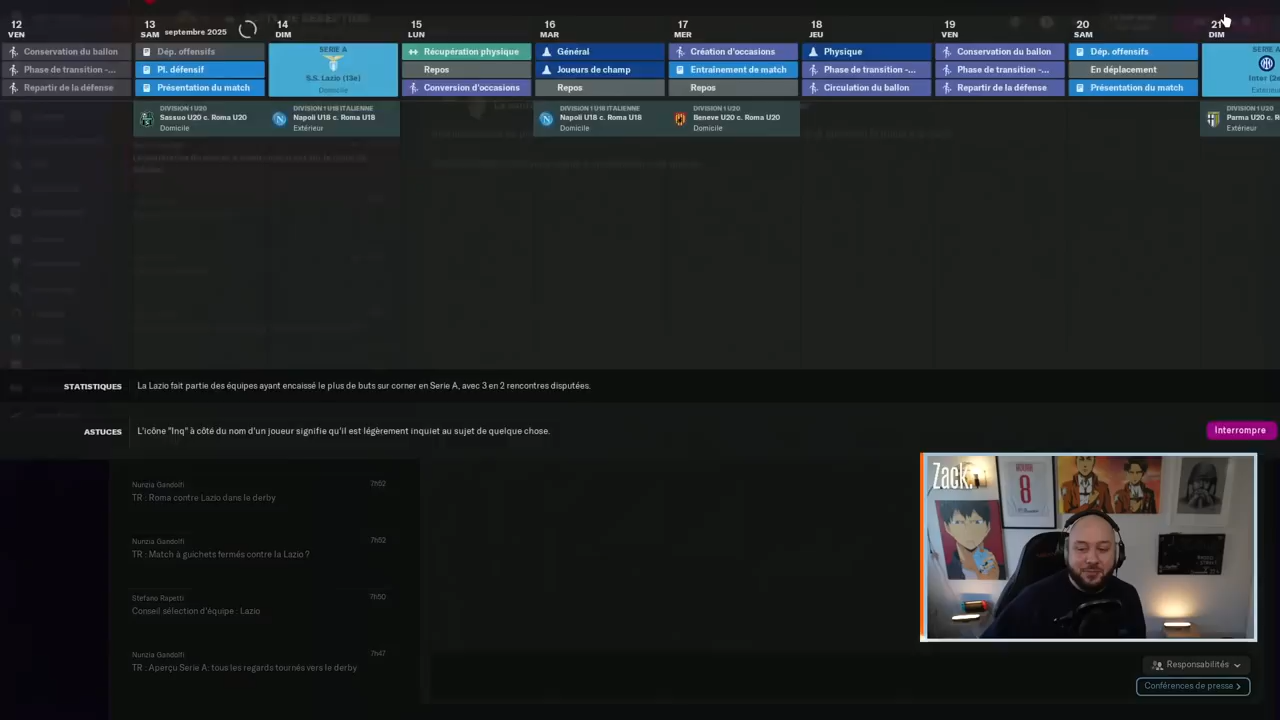 12
VEN
13
SAM
septembre 2025
14
DIM
15
LUN
16
MAR
17
MER
18
JEU
19
VEN
20
SAM
21
DIM
Conservation du ballon
Phase de transition -...
Repartir de la défense
Dép. offensifs
Pl. défensif
Présentation du match
SERIE A
S.S. Lazio (13e)
Domicile
Récupération physique
Repos
Conversion d'occasions
Général
Joueurs de champ
Repos
Création d'occasions
Entraînement de match
Repos
Physique
Phase de transition -...
Circulation du ballon
Conservation du ballon
Phase de transition -...
Repartir de la défense
Dép. offensifs
En déplacement
Présentation du match
SERIE A
Inter (2e
Extérieur
DIVISION 1 U20
Sassuo U20 c. Roma U20
Domicile
DIVISION 1 U18 ITALIENNE
Napoli U18 c. Roma U18
Extérieur
DIVISION 1 U18 ITALIENNE
Napoli U18 c. Roma U18
Domicile
DIVISION 1 U20
Beneve U20 c. Roma U20
Domicile
DIVISION 1 U20
Parma U20 c. R
Extérieur
STATISTIQUES
La Lazio fait partie des équipes ayant encaissé le plus de buts sur corner en Serie A, avec 3 en 2 rencontres disputées.
ASTUCES
L'icône "Inq" à côté du nom d'un joueur signifie qu'il est légèrement inquiet au sujet de quelque chose.
Interrompre
Nunzia Gandolfi
7h52
TR : Roma contre Lazio dans le derby
Nunzia Gandolfi
7h52
TR : Match à guichets fermés contre la Lazio ?
Stefano Rapetti
7h50
Conseil sélection d'équipe : Lazio
Nunzia Gandolfi
7h47
TR : Aperçu Serie A: tous les regards tournés vers le derby
Zack.
8
Responsabilités
Conférences de presse